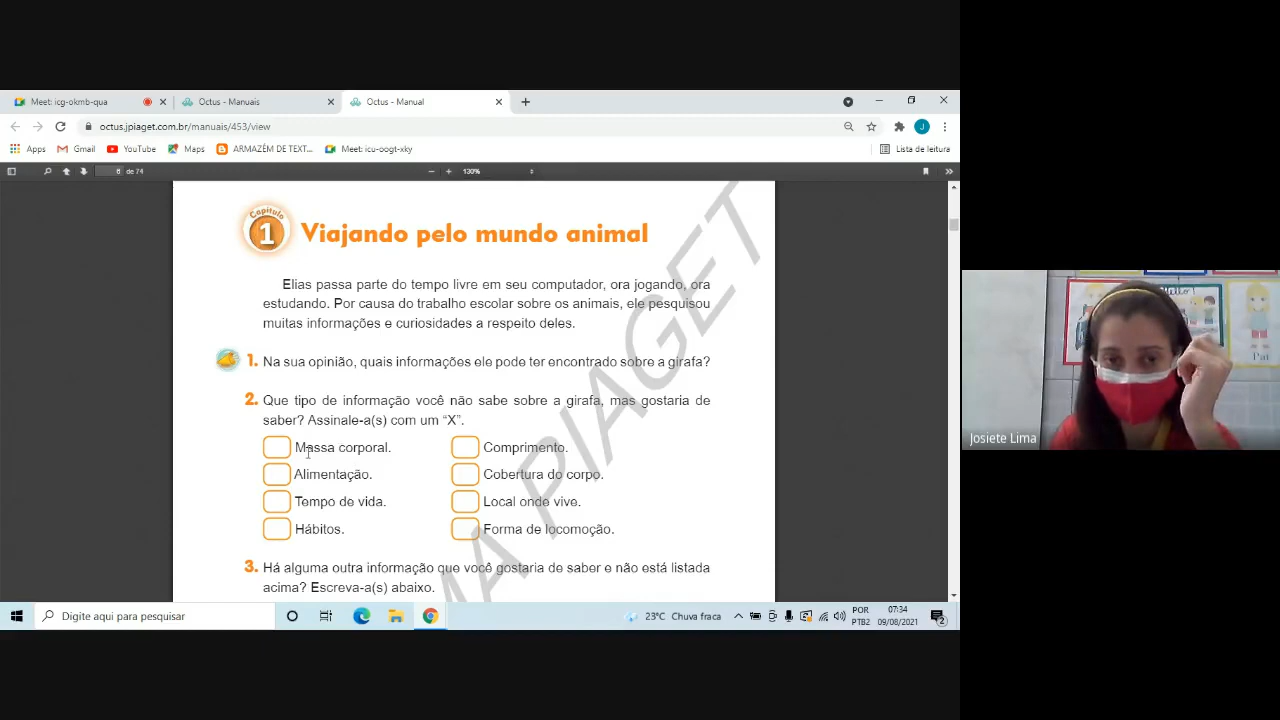 Meet: icg-okmb-qua
Octus - Manuais
Octus - Manual
octus.jpiaget.com.br/manuais/453/view
Apps
Gmail
YouTube
Maps
ARMAZÉM DE TEXT...
Meet: icu-oogt-xky
Lista de leitura
6 de 74
130%
Capítulo
1
Viajando pelo mundo animal
Elias passa parte do tempo livre em seu computador, ora jogando, ora
estudando. Por causa do trabalho escolar sobre os animais, ele pesquisou
muitas informações e curiosidades a respeito deles.
1. Na sua opinião, quais informações ele pode ter encontrado sobre a girafa?
2. Que tipo de informação você não sabe sobre a girafa, mas gostaria de
saber? Assinale-a(s) com um “X”.
Massa corporal.
Comprimento.
Alimentação.
Cobertura do corpo.
Tempo de vida.
Local onde vive.
Hábitos.
Forma de locomoção.
3. Há alguma outra informação que você gostaria de saber e não está listada
acima? Escreva-a(s) abaixo.
MA PIAGET
Hello!
Pai
Josiete Lima
Digite aqui para pesquisar
23°C Chuva fraca
POR
PTB2
07:34
09/08/2021
2
J